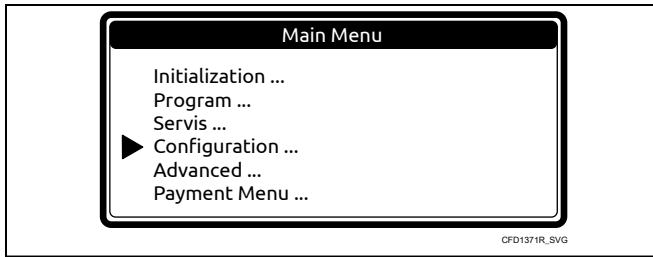 Main Menu
Initialization ...
Program ...
Servis ...
Configuration ...
Advanced ...
Payment Menu ...
CFD1371R_SVG